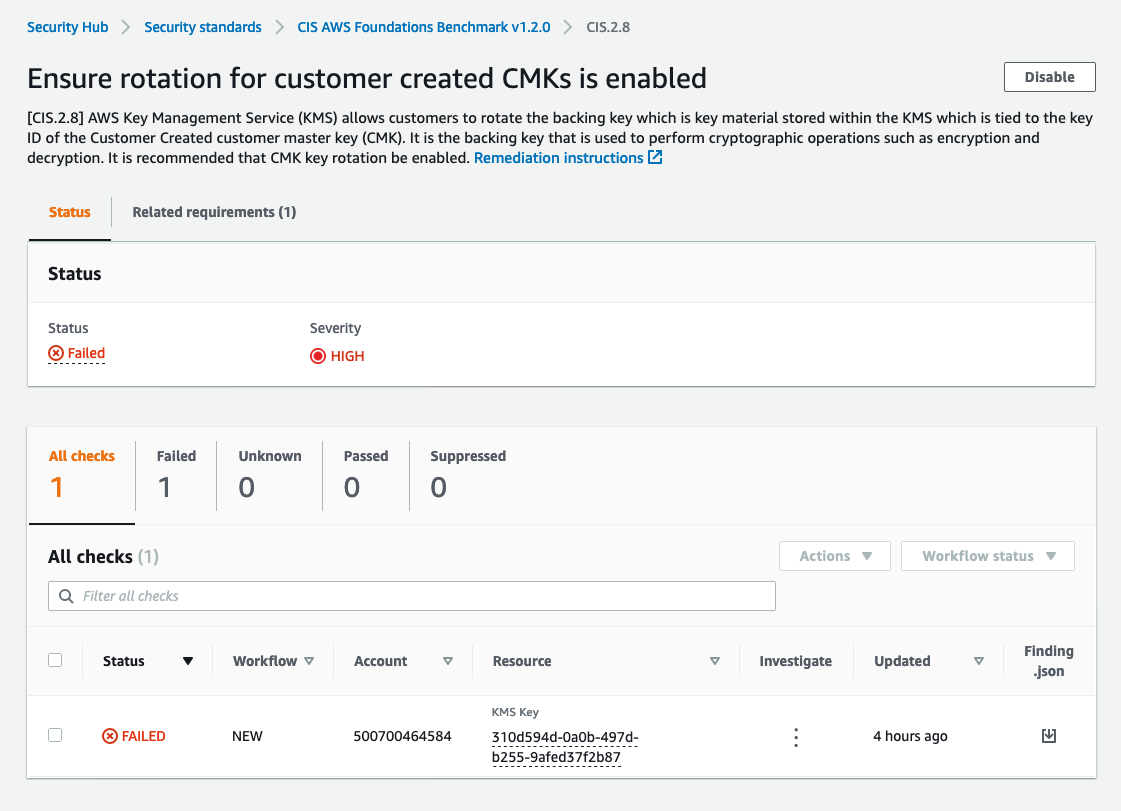 Security Hub > Security standards > CIS AWS Foundations Benchmark v1.2.0 > CIS.2.8
Ensure rotation for customer created CMKs is enabled
Disable
[CIS.2.8] AWS Key Management Service (KMS) allows customers to rotate the backing key which is key material stored within the KMS which is tied to the key
ID of the Customer Created customer master key (CMK). It is the backing key that is used to perform cryptographic operations such as encryption and
decryption. It is recommended that CMK key rotation be enabled. Remediation instructions
Status Related requirements (1)
Status
Status Severity
Failed HIGH
All checks Failed Unknown Passed Suppressed
1 1 0 0 0
All checks (1) Actions Workflow status
Filter all checks
Status Workflow Account Resource Investigate Updated Finding
.json
KMS Key
FAILED NEW 500700464584 310d594d-0a0b-497d- 4 hours ago
b255-9afed37f2b87